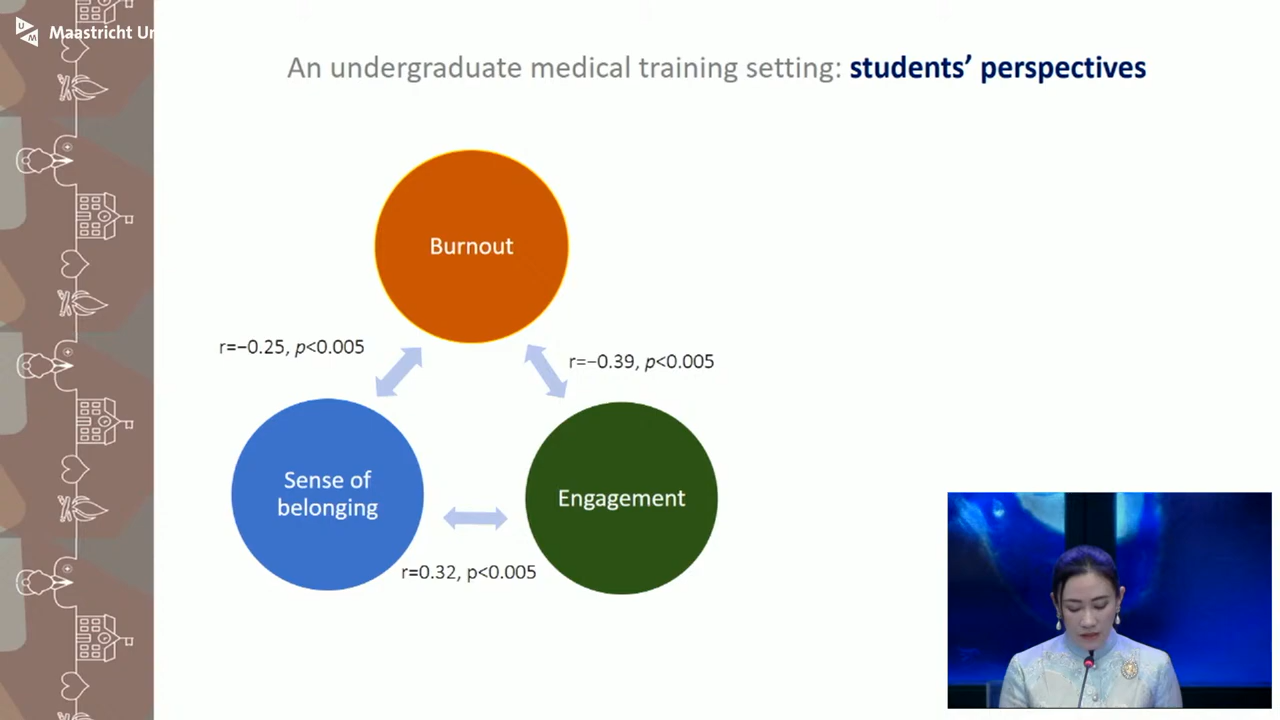 Maastricht Un
An undergraduate medical training setting: students’ perspectives
Burnout
r=−0.25, p<0.005
r=−0.39, p<0.005
Sense of
belonging
Engagement
r=0.32, p<0.005